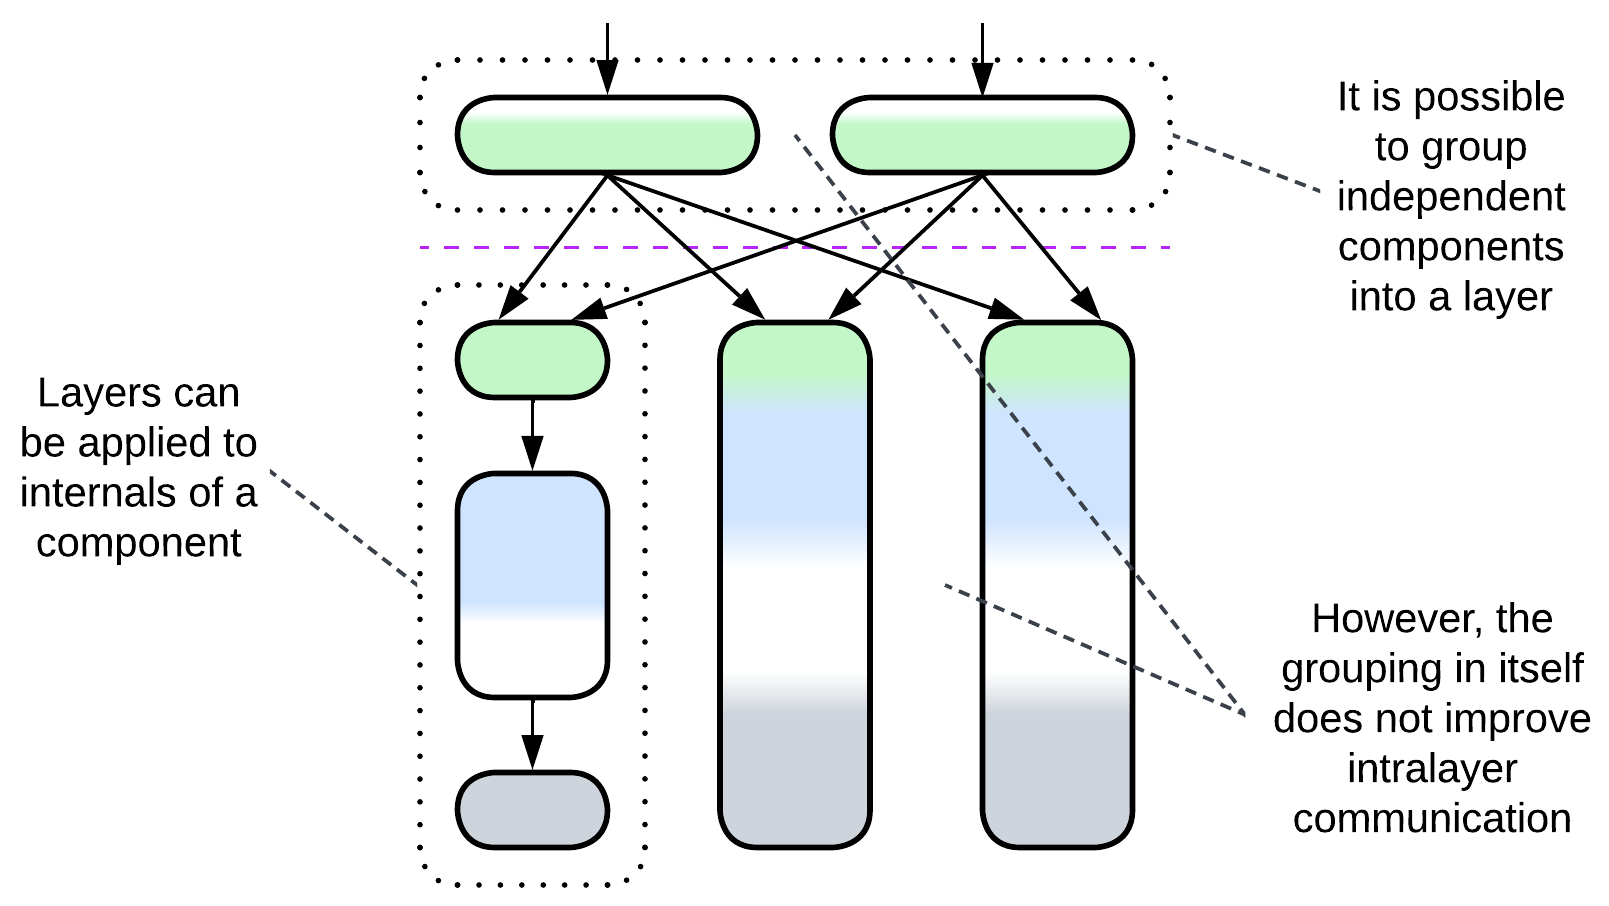 It is possible
to group
independent
components
into a layer
Layers can
be applied to
internals of a
component
However, the
grouping in itself
does not improve
intralayer
communication